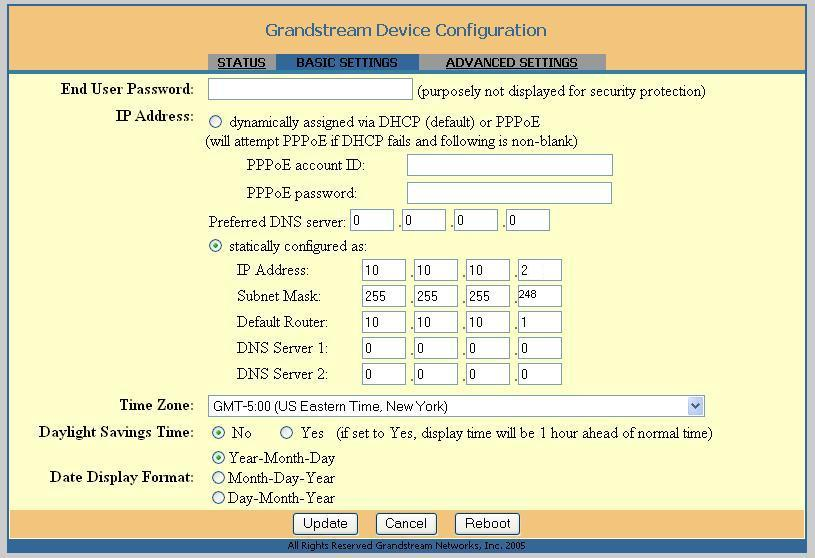 Grandstream Device Configuration
STATUS BASIC SETTINGS ADVANCED SETTINGS
End User Password: (purposely not displayed for security protection)
IP Address: dynamically assigned via DHCP (default) or PPPoE
(will attempt PPPoE if DHCP fails and following is non-blank)
PPPoE account ID:
PPPoE password:
Preferred DNS server: 0 . 0 . 0 . 0
statically configured as:
IP Address: 10 . 10 . 10 . 2
Subnet Mask: 255 . 255 . 255 . 248
Default Router: 10 . 10 . 10 . 1
DNS Server 1: 0 . 0 . 0 . 0
DNS Server 2: 0 . 0 . 0 . 0
Time Zone: GMT-5:00 (US Eastern Time, New York)
Daylight Savings Time: No Yes (if set to Yes, display time will be 1 hour ahead of normal time)
Year-Month-Day
Date Display Format: Month-Day-Year
Day-Month-Year
Update Cancel Reboot
All Rights Reserved Grandstream Networks, Inc. 2005